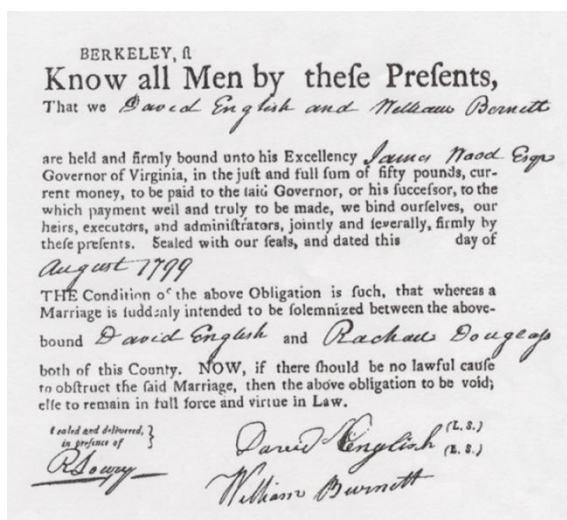 BERKELEY, ſſ
Know all Men by theſe Preſents,
That we David English and William Bernett
are held and firmly bound unto his Excellency James Wood Esqr
Governor of Virginia, in the juſt and full ſum of fifty pounds, cur-
rent money, to be paid to the ſaid Governor, or his ſucceſſor, to the
which payment well and truly to be made, we bind ourſelves, our
heirs, executors, and adminiſtrators, jointly and ſeverally, firmly by
theſe preſents. Sealed with our ſeals, and dated this day of
August 1799
THE Condition of the above Obligation is ſuch, that whereas a
Marriage is ſuddenly intended to be ſolemnized between the above-
bound David English and Rachael Douglass
both of this County. NOW, if there ſhould be no lawful cauſe
to obſtruct the ſaid Marriage, then the above obligation to be void;
elſe to remain in full force and virtue in Law.
ſealed and delivered,
in preſence of
David English (L. S.)
(L. S.)
William Burnett